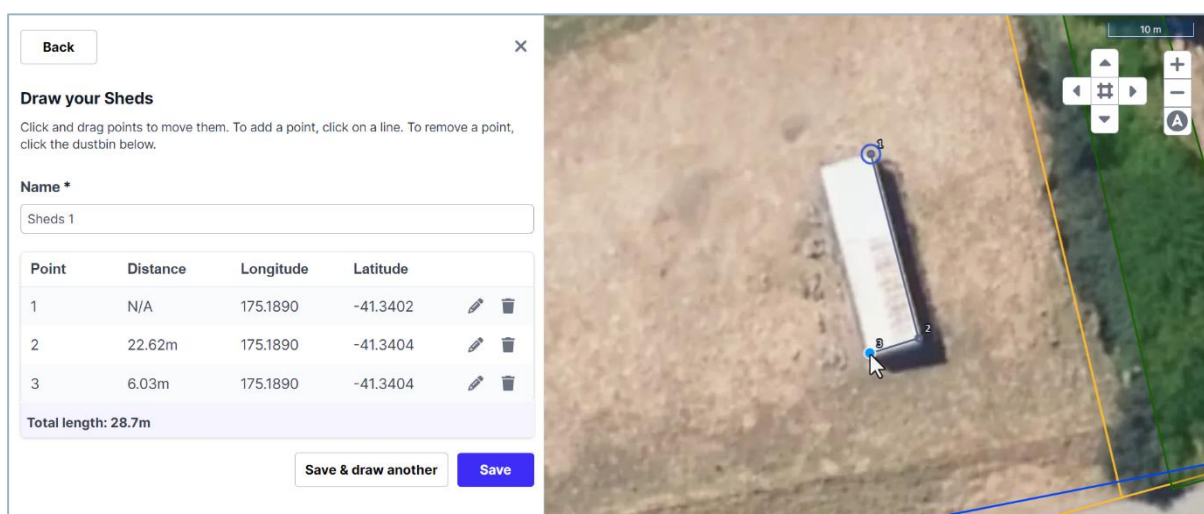 Back
×
Draw your Sheds
Click and drag points to move them. To add a point, click on a line. To remove a point,
click the dustbin below.
Name *
Sheds 1
Point Distance Longitude Latitude
1 N/A 175.1890 -41.3402
2 22.62m 175.1890 -41.3404
3 6.03m 175.1890 -41.3404
Total length: 28.7m
Save & draw another Save
10 m
+
−
A
1
2
3